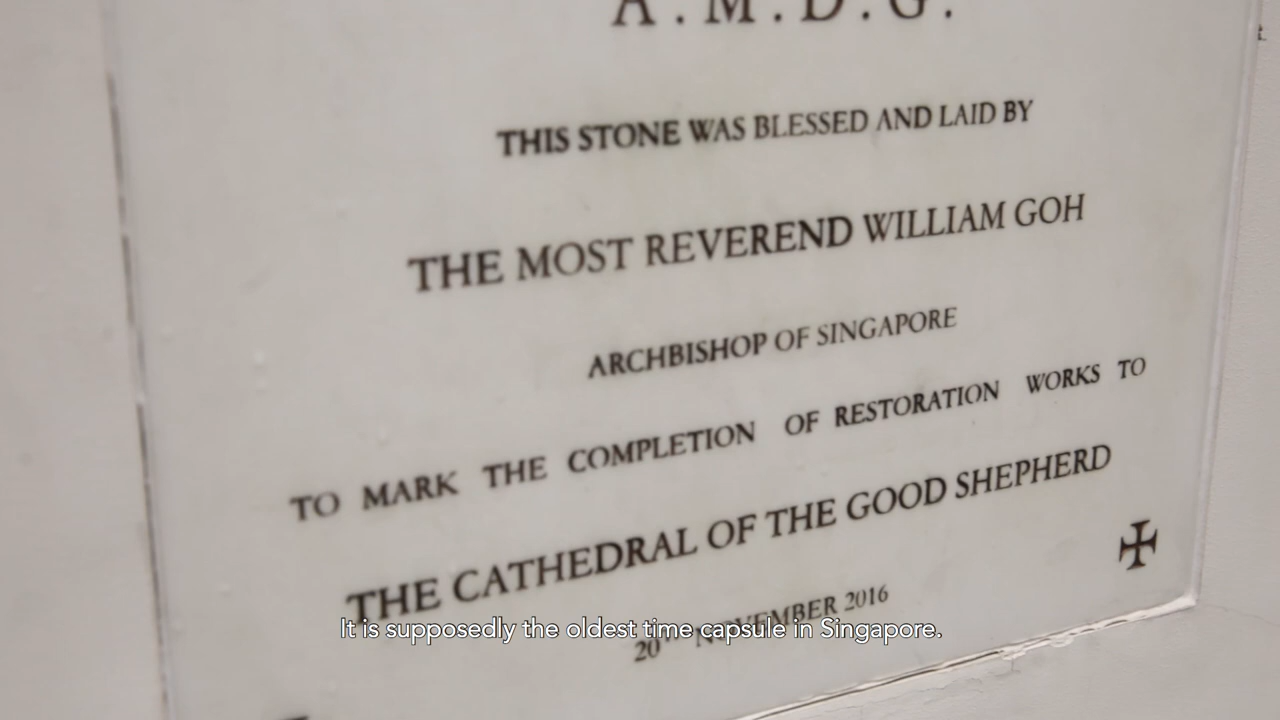 A.M.D.G.
THIS STONE WAS BLESSED AND LAID BY
THE MOST REVEREND WILLIAM GOH
ARCHBISHOP OF SINGAPORE
TO MARK THE COMPLETION OF RESTORATION WORKS TO
THE CATHEDRAL OF THE GOOD SHEPHERD
20TH NOVEMBER 2016
It is supposedly the oldest time capsule in Singapore.